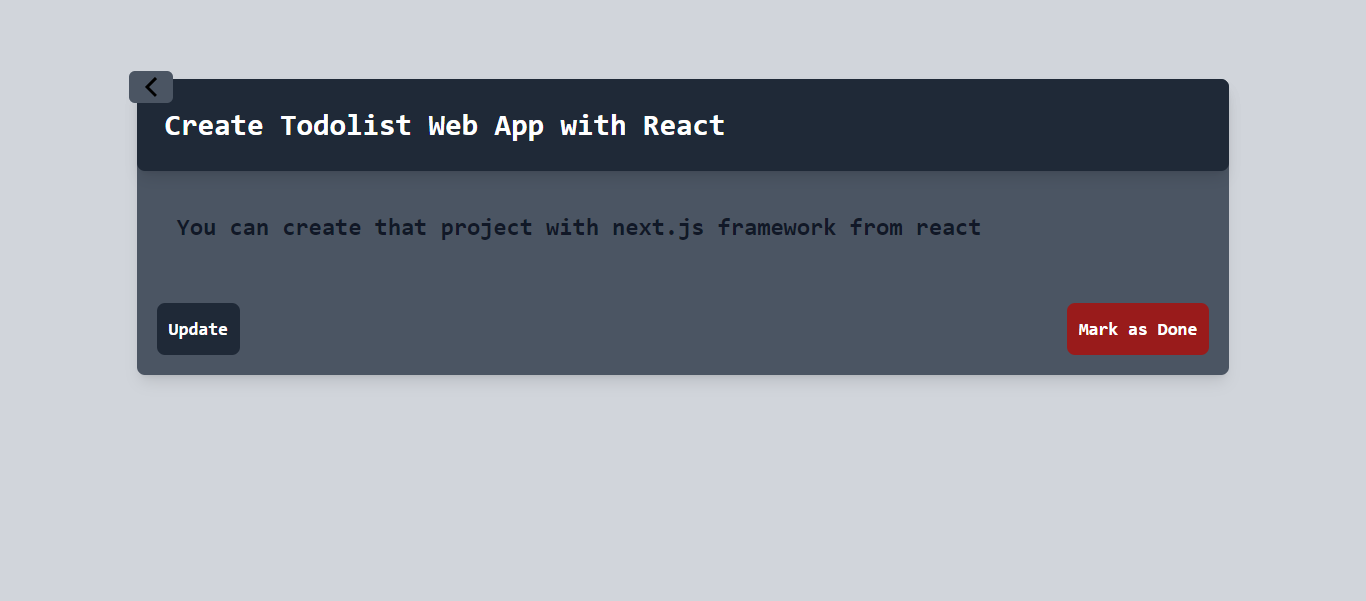 Create Todolist Web App with React
You can create that project with next.js framework from react
Update
Mark as Done